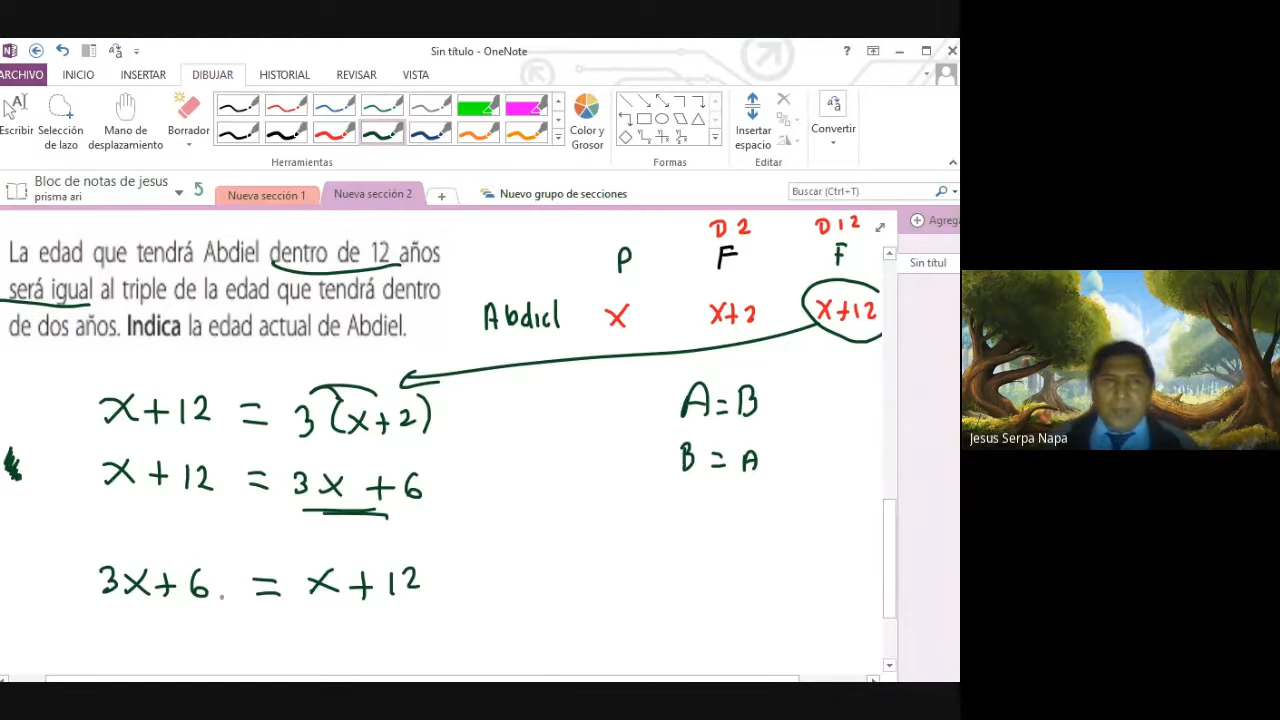 Sin título - OneNote
?
ARCHIVO INICIO INSERTAR DIBUJAR HISTORIAL REVISAR VISTA
Escribir Selección de lazo Mano de desplazamiento Borrador Color y Grosor Insertar espacio Convertir
Herramientas Formas Editar
Bloc de notas de jesus
prisma ari
Nueva sección 1 Nueva sección 2 + Nuevo grupo de secciones Buscar (Ctrl+T)
Agrega
Sin títul
La edad que tendrá Abdiel dentro de 12 años
será igual al triple de la edad que tendrá dentro
de dos años. Indica la edad actual de Abdiel.
D 2 D 12
P F F
Abdiel x x+2 x+12
x+12 = 3(x+2)
x+12 = 3x+6
3x+6 = x+12
A=B
B=A
Jesus Serpa Napa